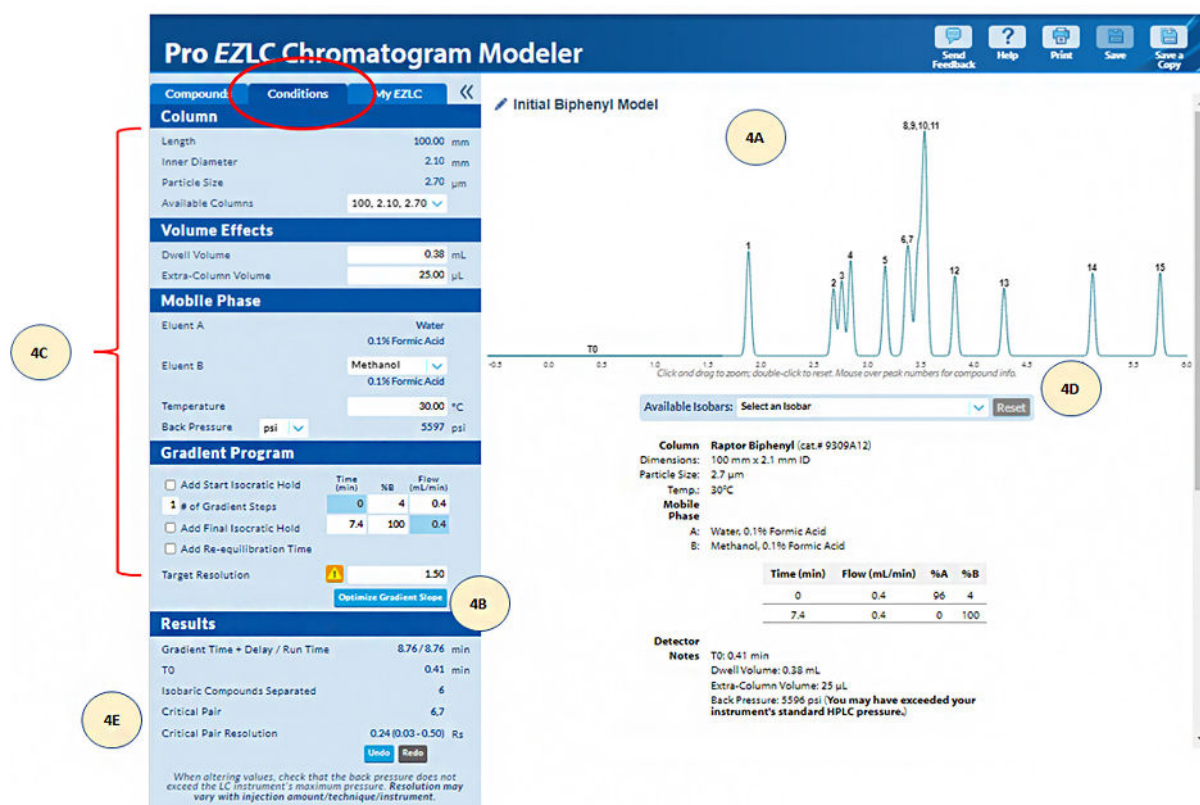 Pro EZLC Chromatogram Modeler
Send Feedback
Help
Print
Save
Save a Copy
Compound
Conditions
My EZLC
«
Column
Length 100.00 mm
Inner Diameter 2.10 mm
Particle Size 2.70 µm
Available Columns 100, 2.10, 2.70
Volume Effects
Dwell Volume 0.38 mL
Extra-Column Volume 25.00 µL
Mobile Phase
Eluent A Water
0.1% Formic Acid
Eluent B Methanol
0.1% Formic Acid
Temperature 30.00 °C
Back Pressure psi 5597 psi
Gradient Program
Time (min) %B Flow (mL/min)
Add Start Isocratic Hold
0 4 0.4
1 # of Gradient Steps
7.4 100 0.4
Add Final Isocratic Hold
Add Re-equilibration Time
Target Resolution 1.50
Optimize Gradient Slope
Results
Gradient Time + Delay / Run Time 8.76/8.76 min
T0 0.41 min
Isobaric Compounds Separated 6
Critical Pair 6,7
Critical Pair Resolution 0.24 (0.03 - 0.50) Rs
Undo Redo
When altering values, check that the back pressure does not
exceed the LC instrument's maximum pressure. Resolution may
vary with injection amount/technique/instrument.
4C
4E
4B
Initial Biphenyl Model
4A
8,9,10,11
6,7
1
4
5
2 3
12
13
14
15
T0
-0.5 0.0 0.5 1.0 1.5 2.0 2.5 3.0 3.5 4.0 4.5 5.0 5.5 6.0
Click and drag to zoom; double-click to reset. Mouse over peak numbers for compound info.
4D
Available Isobars: Select an Isobar Reset
Column Raptor Biphenyl (cat.# 9309A12)
Dimensions: 100 mm x 2.1 mm ID
Particle Size: 2.7 µm
Temp.: 30°C
Mobile
Phase
A: Water, 0.1% Formic Acid
B: Methanol, 0.1% Formic Acid
Time (min) Flow (mL/min) %A %B
0 0.4 96 4
7.4 0.4 0 100
Detector
Notes T0: 0.41 min
Dwell Volume: 0.38 mL
Extra-Column Volume: 25 µL
Back Pressure: 5596 psi (You may have exceeded your
instrument's standard HPLC pressure.)